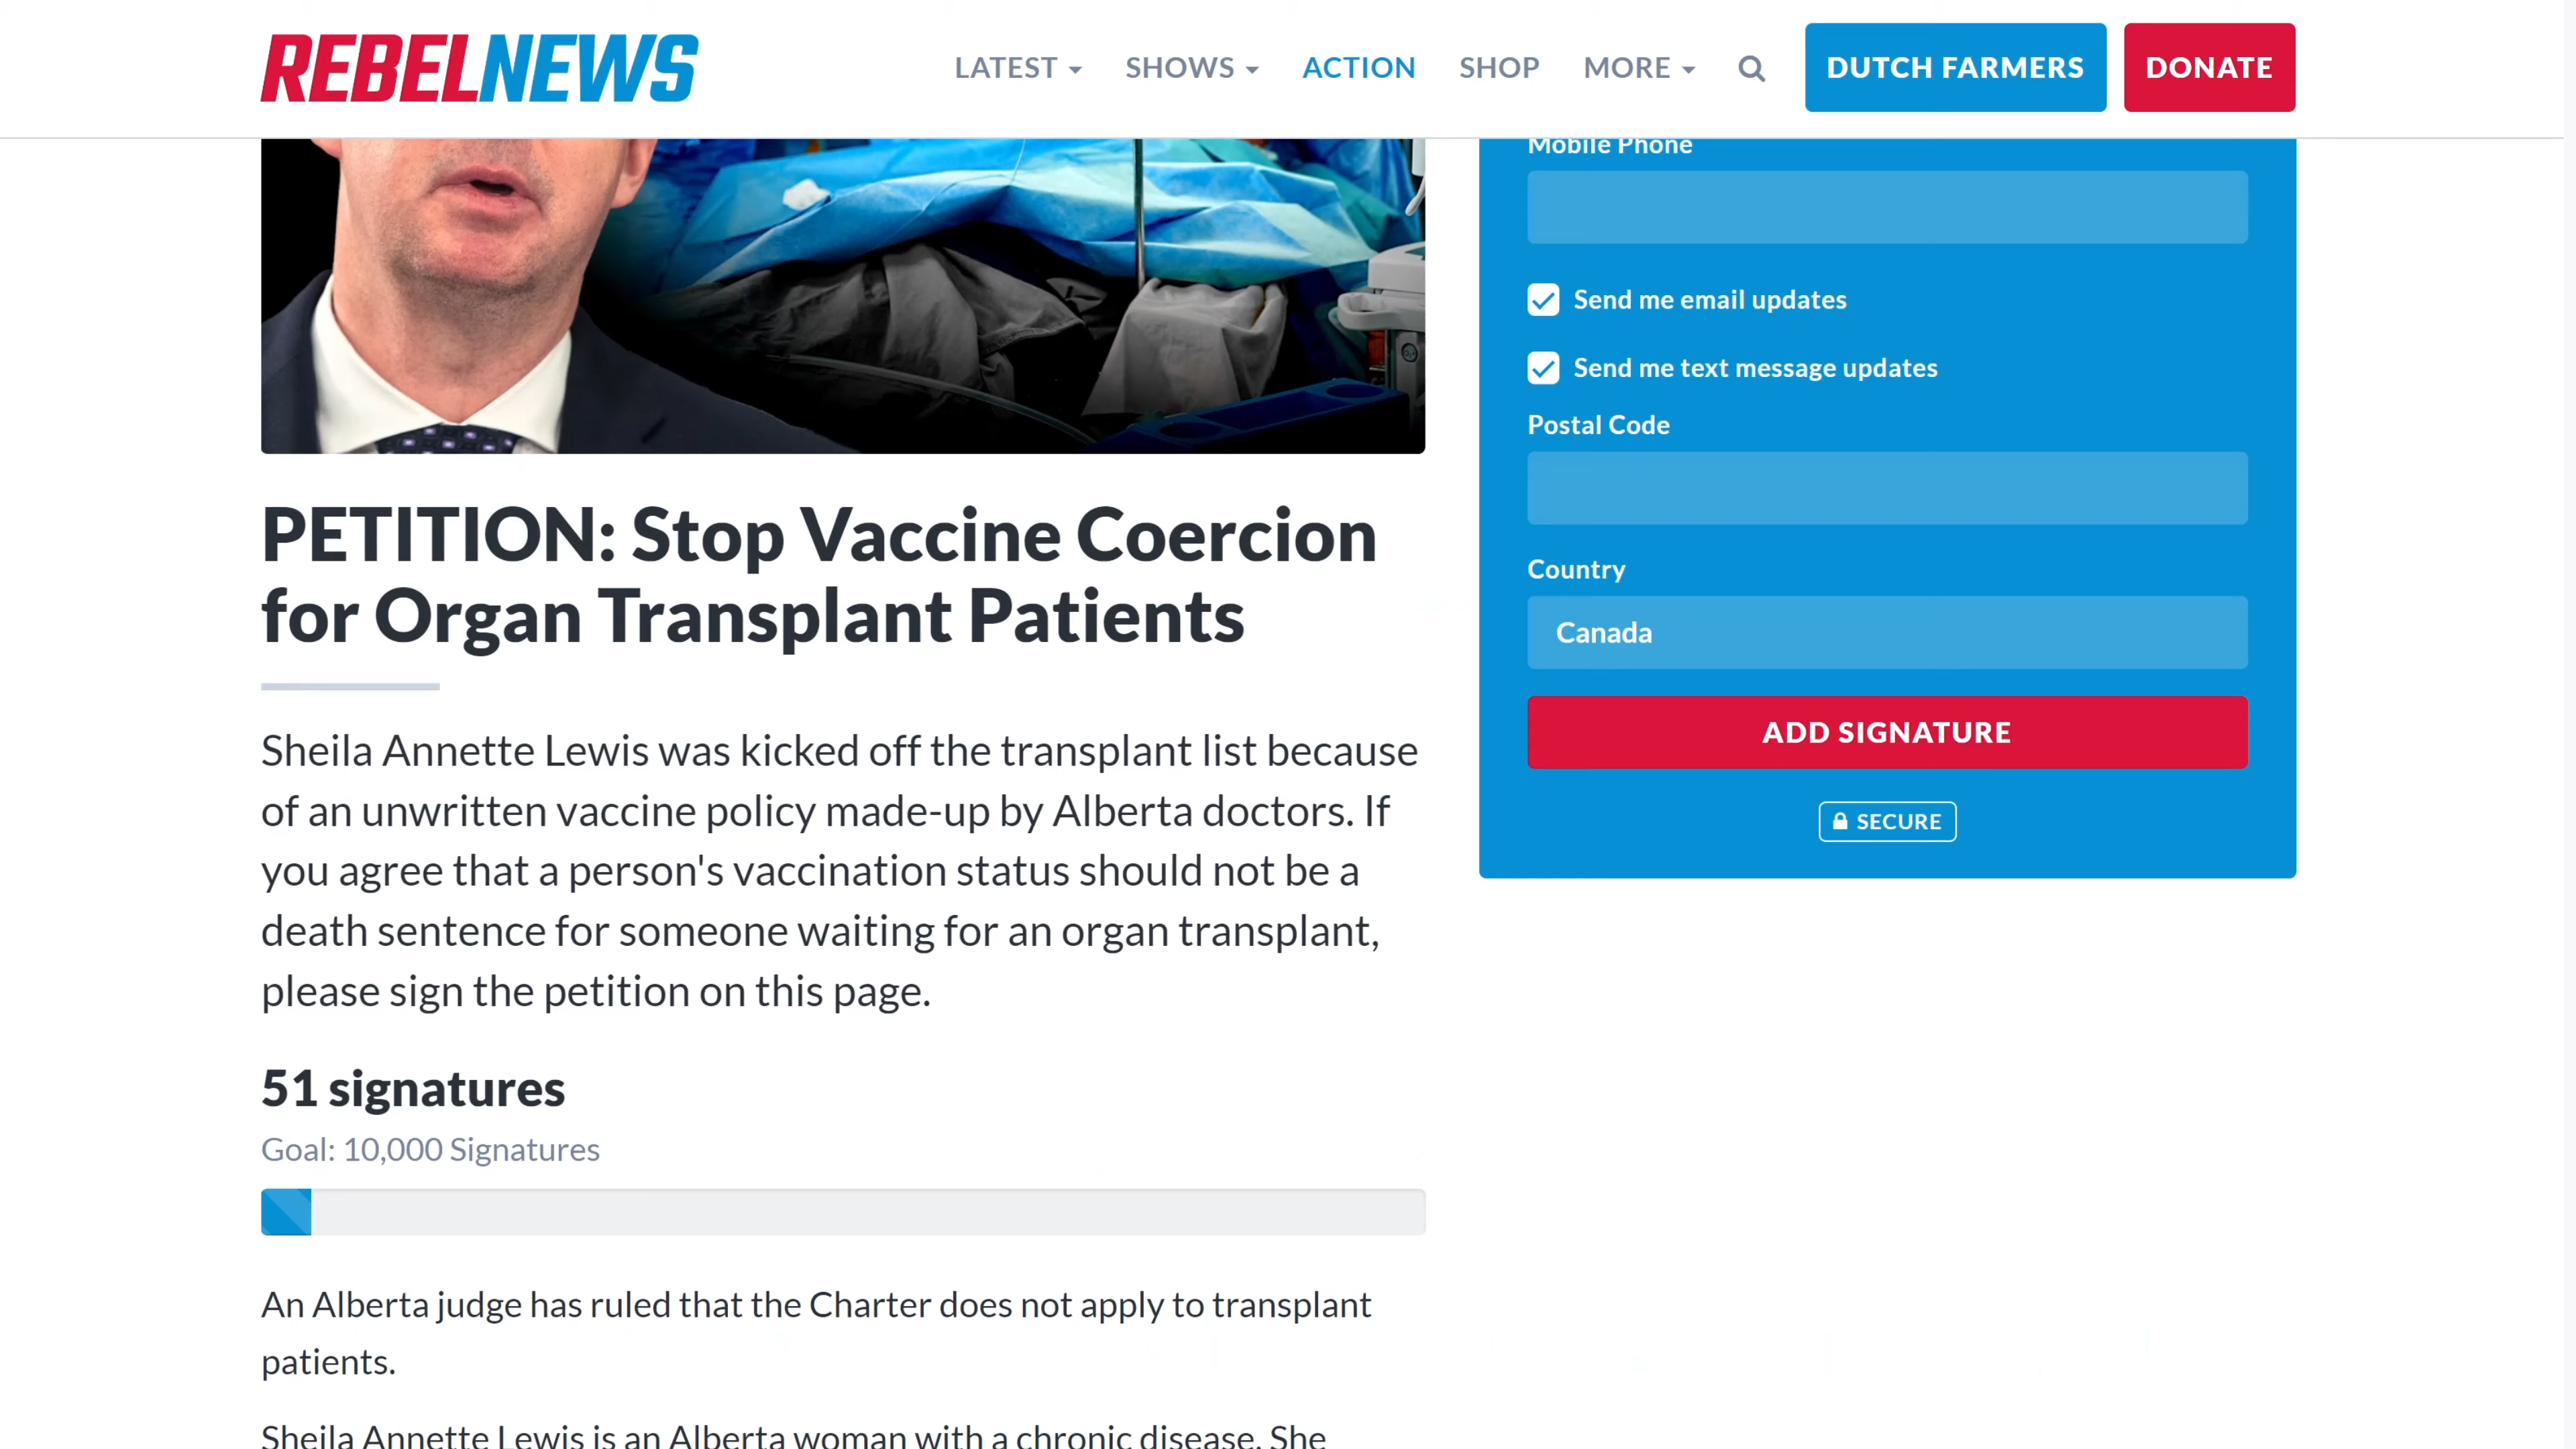 REBELNEWS
LATEST
SHOWS
ACTION
SHOP
MORE
DUTCH FARMERS
DONATE
Mobile Phone
Send me email updates
Send me text message updates
Postal Code
Country
Canada
ADD SIGNATURE
SECURE
PETITION: Stop Vaccine Coercion
for Organ Transplant Patients
Sheila Annette Lewis was kicked off the transplant list because
of an unwritten vaccine policy made-up by Alberta doctors. If
you agree that a person's vaccination status should not be a
death sentence for someone waiting for an organ transplant,
please sign the petition on this page.
51 signatures
Goal: 10,000 Signatures
An Alberta judge has ruled that the Charter does not apply to transplant
patients.
Sheila Annette Lewis is an Alberta woman with a chronic disease. She